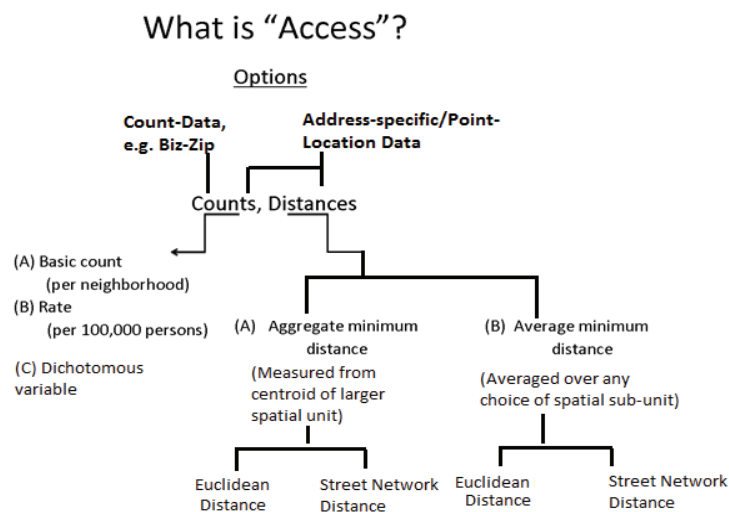 What is “Access”?
Options
Count-Data,
e.g. Biz-Zip
Address-specific/Point-
Location Data
Counts, Distances
(A) Basic count
(per neighborhood)
(B) Rate
(per 100,000 persons)
(C) Dichotomous
variable
(A) Aggregate minimum
distance
(Measured from
centroid of larger
spatial unit)
(B) Average minimum
distance
(Averaged over any
choice of spatial sub-unit)
Euclidean
Distance
Street Network
Distance
Euclidean
Distance
Street Network
Distance